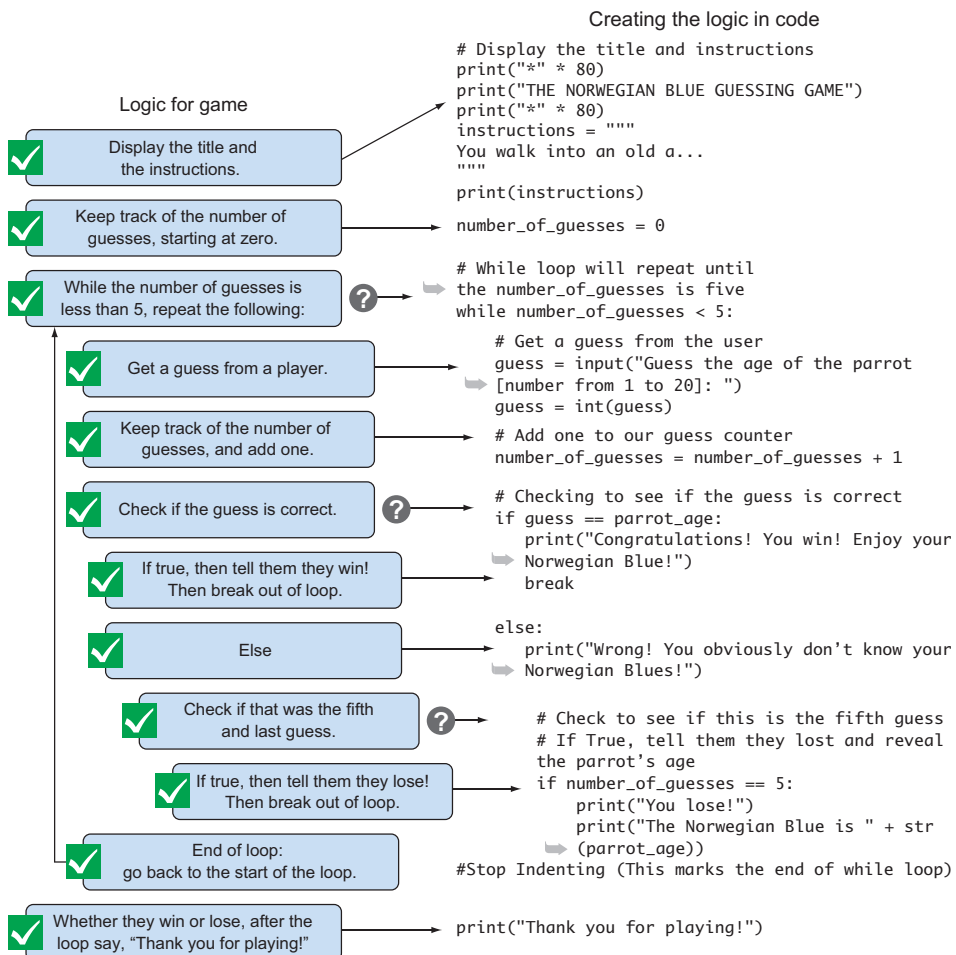 Creating the logic in code
Logic for game
Display the title and
the instructions.
# Display the title and instructions
print("*" * 80)
print("THE NORWEGIAN BLUE GUESSING GAME")
print("*" * 80)
instructions = """
You walk into an old a...
"""
print(instructions)
Keep track of the number of
guesses, starting at zero.
number_of_guesses = 0
While the number of guesses is
less than 5, repeat the following:
?
# While loop will repeat until
the number_of_guesses is five
while number_of_guesses < 5:
Get a guess from a player.
# Get a guess from the user
guess = input("Guess the age of the parrot
[number from 1 to 20]: ")
guess = int(guess)
Keep track of the number of
guesses, and add one.
# Add one to our guess counter
number_of_guesses = number_of_guesses + 1
Check if the guess is correct.
?
# Checking to see if the guess is correct
if guess == parrot_age:
print("Congratulations! You win! Enjoy your
Norwegian Blue!")
break
If true, then tell them they win!
Then break out of loop.
Else
else:
print("Wrong! You obviously don't know your
Norwegian Blues!")
Check if that was the fifth
and last guess.
?
# Check to see if this is the fifth guess
# If True, tell them they lost and reveal
the parrot's age
if number_of_guesses == 5:
print("You lose!")
print("The Norwegian Blue is " + str
(parrot_age))
If true, then tell them they lose!
Then break out of loop.
End of loop:
go back to the start of the loop.
#Stop Indenting (This marks the end of while loop)
Whether they win or lose, after the
loop say, “Thank you for playing!”
print("Thank you for playing!")